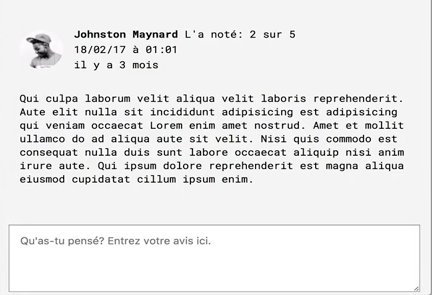 Johnston Maynard L'a noté: 2 sur 5
18/02/17 à 01:01
il y a 3 mois
Qui culpa laborum velit aliqua velit laboris reprehenderit.
Aute elit nulla sit incididunt adipisicing est adipisicing
qui veniam occaecat Lorem enim amet nostrud. Amet et mollit
ullamco do ad aliqua aute sit velit. Nisi quis commodo est
consequat nulla duis sunt labore occaecat aliquip nisi anim
irure aute. Qui ipsum dolore reprehenderit est magna aliqua
eiusmod cupidatat cillum ipsum enim.
Qu'as-tu pensé? Entrez votre avis ici.